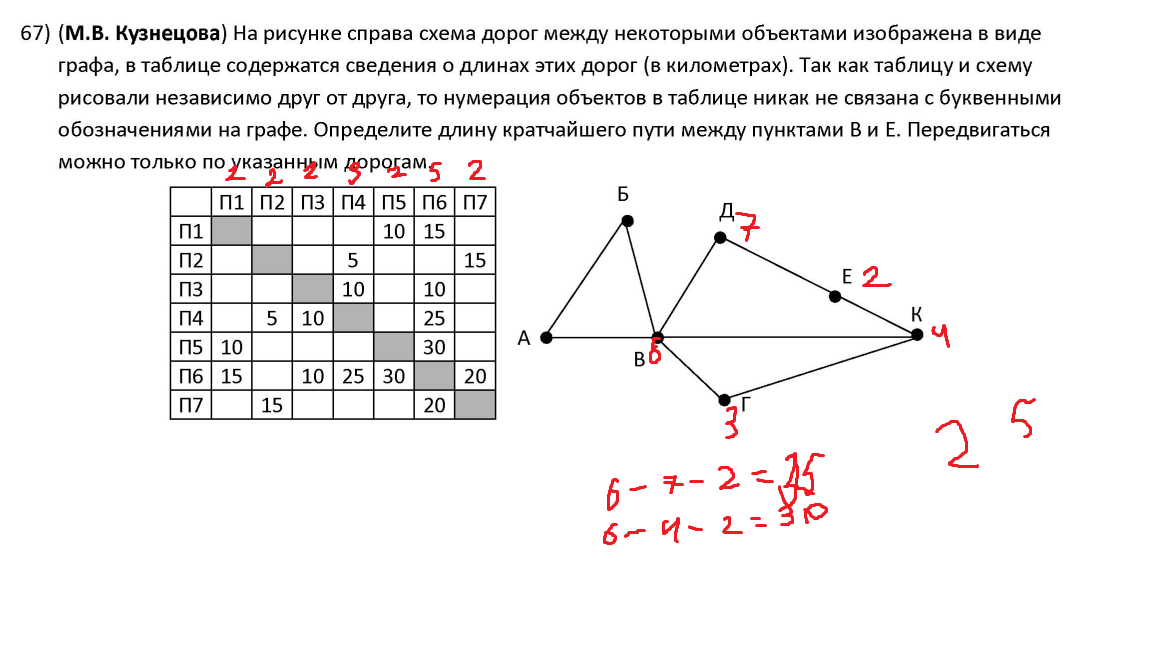 67) (М.В. Кузнецова) На рисунке справа схема дорог между некоторыми объектами изображена в виде
графа, в таблице содержатся сведения о длинах этих дорог (в километрах). Так как таблицу и схему
рисовали независимо друг от друга, то нумерация объектов в таблице никак не связана с буквенными
обозначениями на графе. Определите длину кратчайшего пути между пунктами В и Е. Передвигаться
можно только по указанным дорогам.
2 2 2 3 2 5 2
П1 П2 П3 П4 П5 П6 П7
П1 10 15
П2 5 15
П3 10 10
П4 5 10 25
П5 10 30
П6 15 10 25 30 20
П7 15 20
Б
Д 7
Е 2
К 4
А
В 6
Г
3
2 5
6 - 7 - 2 = 35
6 - 4 - 2 = 30